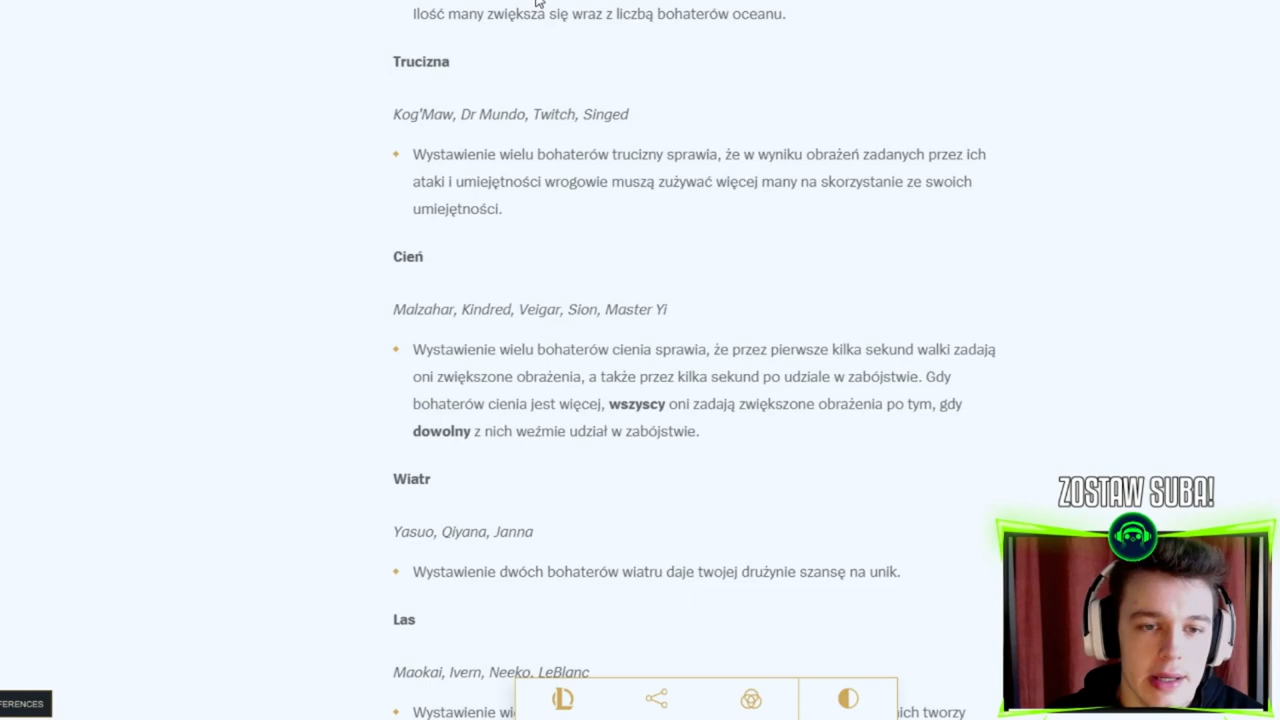 Ilość many zwiększa się wraz z liczbą bohaterów oceanu.
Trucizna
Kog'Maw, Dr Mundo, Twitch, Singed
Wystawienie wielu bohaterów trucizny sprawia, że w wyniku obrażeń zadanych przez ich
ataki i umiejętności wrogowie muszą zużywać więcej many na skorzystanie ze swoich
umiejętności.
Cień
Malzahar, Kindred, Veigar, Sion, Master Yi
Wystawienie wielu bohaterów cienia sprawia, że przez pierwsze kilka sekund walki zadają
oni zwiększone obrażenia, a także przez kilka sekund po udziale w zabójstwie. Gdy
bohaterów cienia jest więcej, wszyscy oni zadają zwiększone obrażenia po tym, gdy
dowolny z nich weźmie udział w zabójstwie.
Wiatr
Yasuo, Qiyana, Janna
Wystawienie dwóch bohaterów wiatru daje twojej drużynie szansę na unik.
Las
Maokai, Ivern, Neeko, LeBlanc
Wystawienie tworzy
FERENCES
ZOSTAW SUBA!